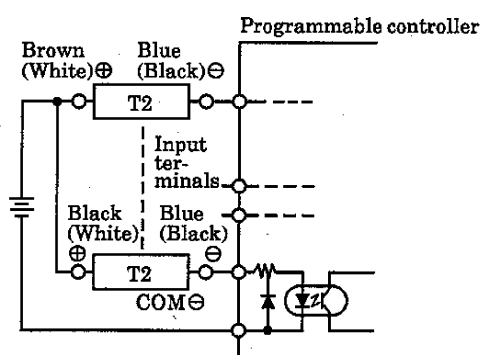 Programmable controller
Brown Blue
(White)⊕ (Black)⊖
T2
Input
ter-
minals
Black Blue
(White) (Black)
⊕ ⊖
T2
COM⊖